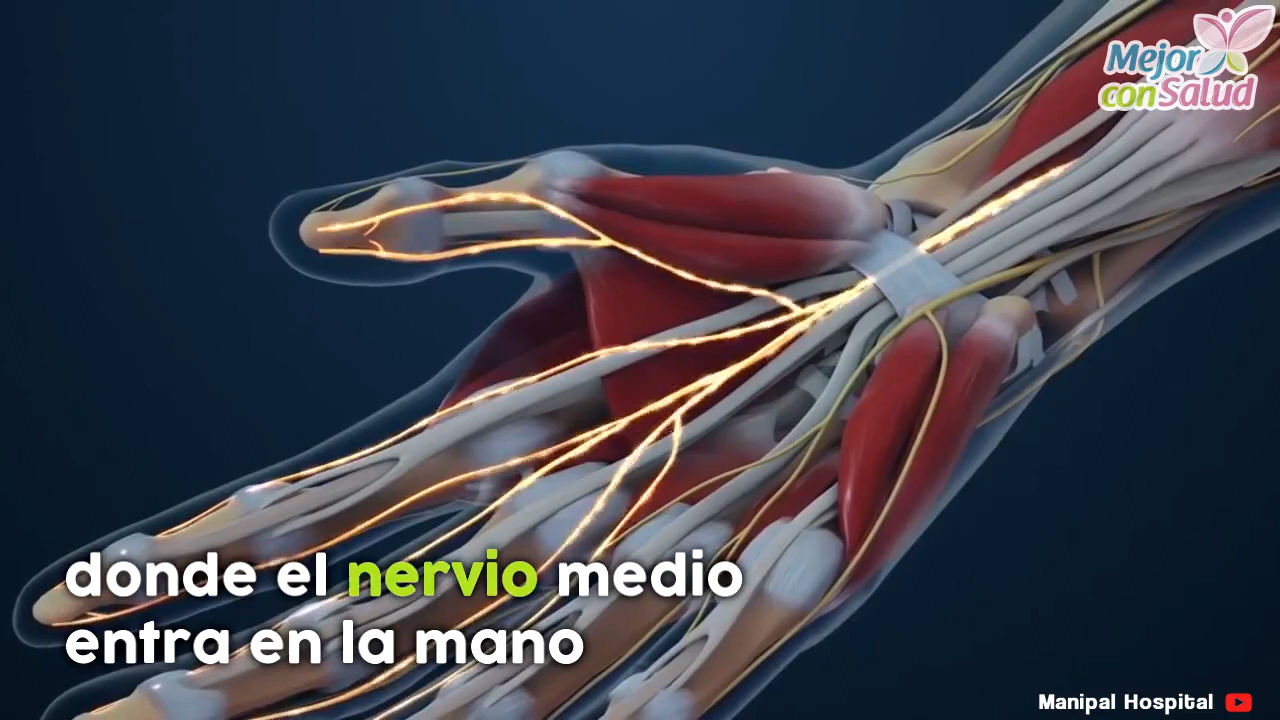 Mejor
con Salud
donde el nervio medio
entra en la mano
Manipal Hospital